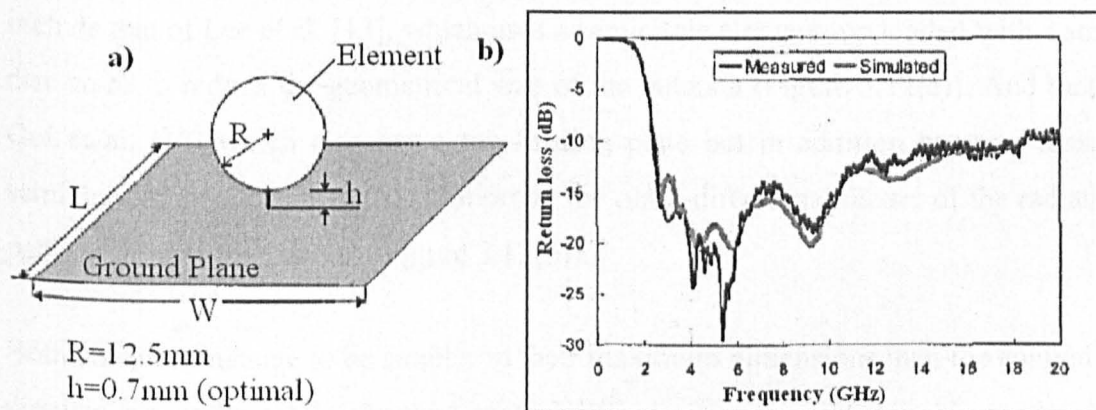 a)
Element
R
L
h
Ground Plane
W
R=12.5mm
h=0.7mm (optimal)
b)
Measured Simulated
Return loss (dB)
0
-5
-10
-15
-20
-25
-30
0 2 4 6 8 10 12 14 16 18 20
Frequency (GHz)